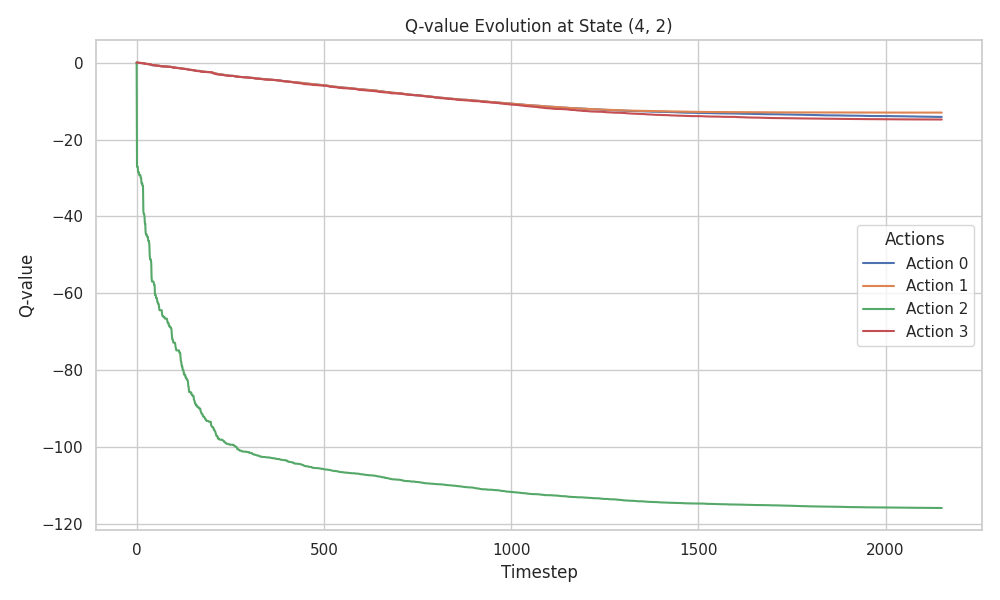 Q-value Evolution at State (4, 2)
Q-value
0
−20
−40
−60
−80
−100
−120
0
500
1000
1500
2000
Timestep
Actions
Action 0
Action 1
Action 2
Action 3